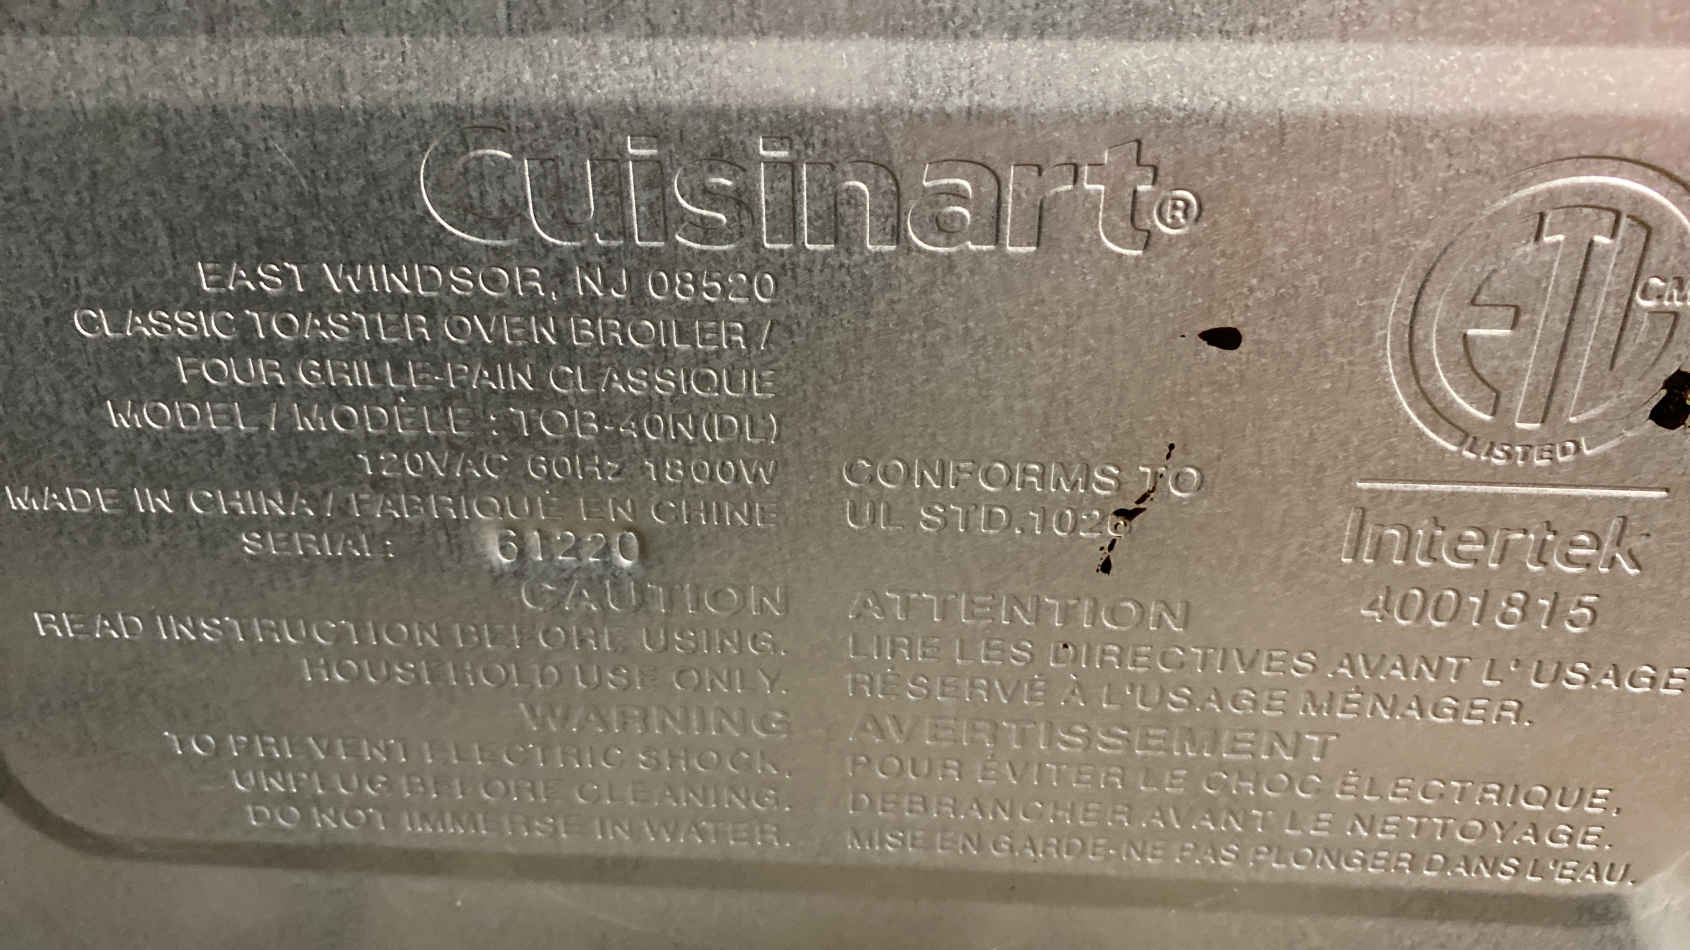 Cuisinart®
EAST WINDSOR, NJ 08520
CLASSIC TOASTER OVEN BROILER /
FOUR GRILLE-PAIN CLASSIQUE
MODEL / MODÈLE : TOB-40N(DL)
120VAC 60Hz 1800W
MADE IN CHINA / FABRIQUÉ EN CHINE
SERIAL: 61220
CAUTION
READ INSTRUCTION BEFORE USING.
HOUSEHOLD USE ONLY.
WARNING
TO PREVENT ELECTRIC SHOCK,
UNPLUG BEFORE CLEANING.
DO NOT IMMERSE IN WATER.
CONFORMS TO
UL STD.1026
ATTENTION
LIRE LES DIRECTIVES AVANT L' USAGE
RÉSERVÉ À L'USAGE MÉNAGER.
AVERTISSEMENT
POUR ÉVITER LE CHOC ÉLECTRIQUE,
DEBRANCHER AVANT LE NETTOYAGE.
MISE EN GARDE-NE PAS PLONGER DANS L'EAU.
ETL CM
LISTED
Intertek
4001815